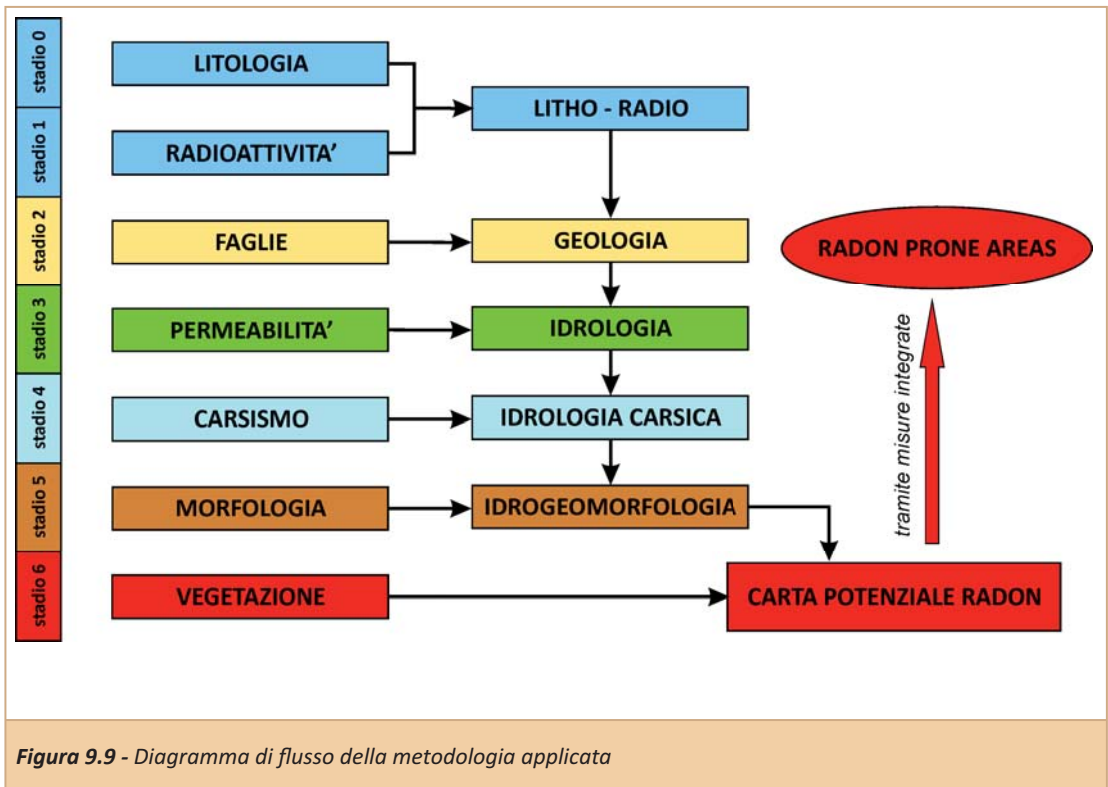 stadio 0
LITOLOGIA
LITHO - RADIO
stadio 1
RADIOATTIVITA’
stadio 2
FAGLIE
GEOLOGIA
RADON PRONE AREAS
stadio 3
PERMEABILITA’
IDROLOGIA
tramite misure integrate
stadio 4
CARSISMO
IDROLOGIA CARSICA
stadio 5
MORFOLOGIA
IDROGEOMORFOLOGIA
stadio 6
VEGETAZIONE
CARTA POTENZIALE RADON
Figura 9.9 - Diagramma di flusso della metodologia applicata